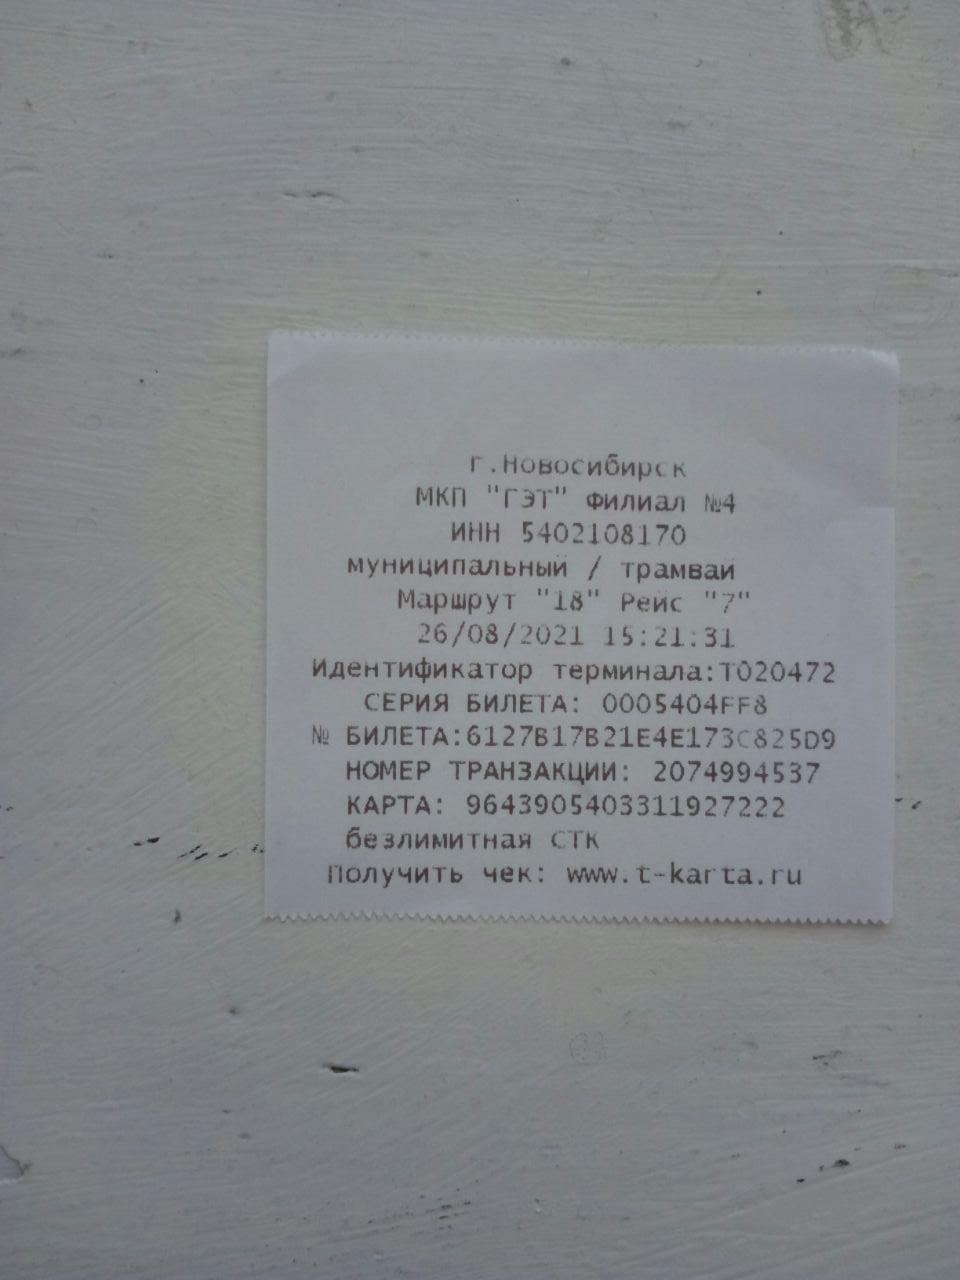 г.Новосибирск
МКП "ГЭТ" Филиал №4
ИНН 5402108170
муниципальный / трамвай
Маршрут "18" Рейс "7"
26/08/2021 15:21:31
Идентификатор терминала:T020472
СЕРИЯ БИЛЕТА: 0005404FF8
№ БИЛЕТА:6127B17B21E4E173C825D9
НОМЕР ТРАНЗАКЦИИ: 2074994537
КАРТА: 9643905403311927222
безлимитная СТК
Получить чек: www.t-karta.ru